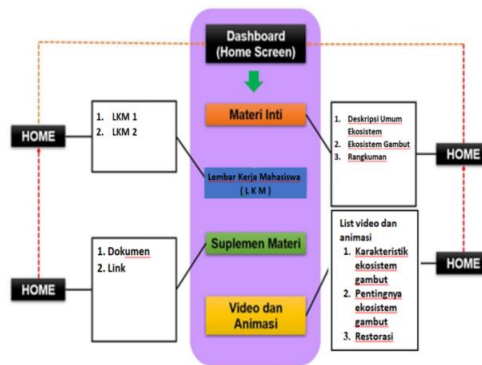 Dashboard
(Home Screen)
Materi Inti
1. LKM 1
2. LKM 2
HOME
1. Deskripsi Umum
Ekosistem
2. Ekosistem Gambut
3. Rangkuman
HOME
Lembar Kerja Mahasiswa
( L K M )
Suplemen Materi
1. Dokumen
2. Link
HOME
List video dan
animasi
1. Karakteristik
ekosistem
gambut
2. Pentingnya
ekosistem
gambut
3. Restorasi
HOME
Video dan
Animasi